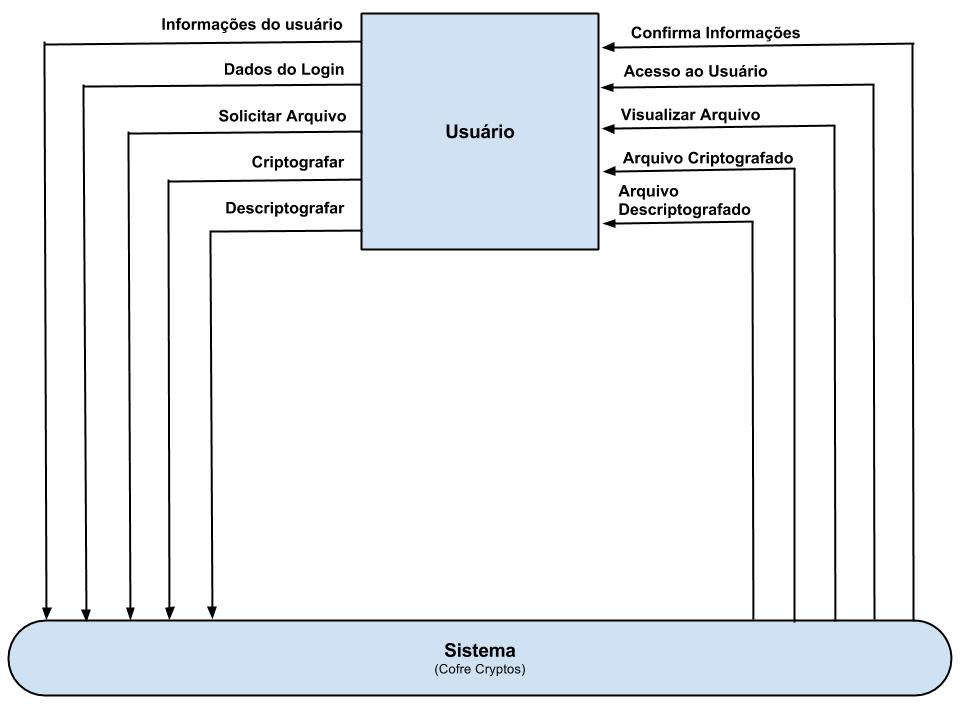 Informações do usuário
Dados do Login
Solicitar Arquivo
Criptografar
Descriptografar
Usuário
Confirma Informações
Acesso ao Usuário
Visualizar Arquivo
Arquivo Criptografado
Arquivo
Descriptografado
Sistema
(Cofre Cryptos)